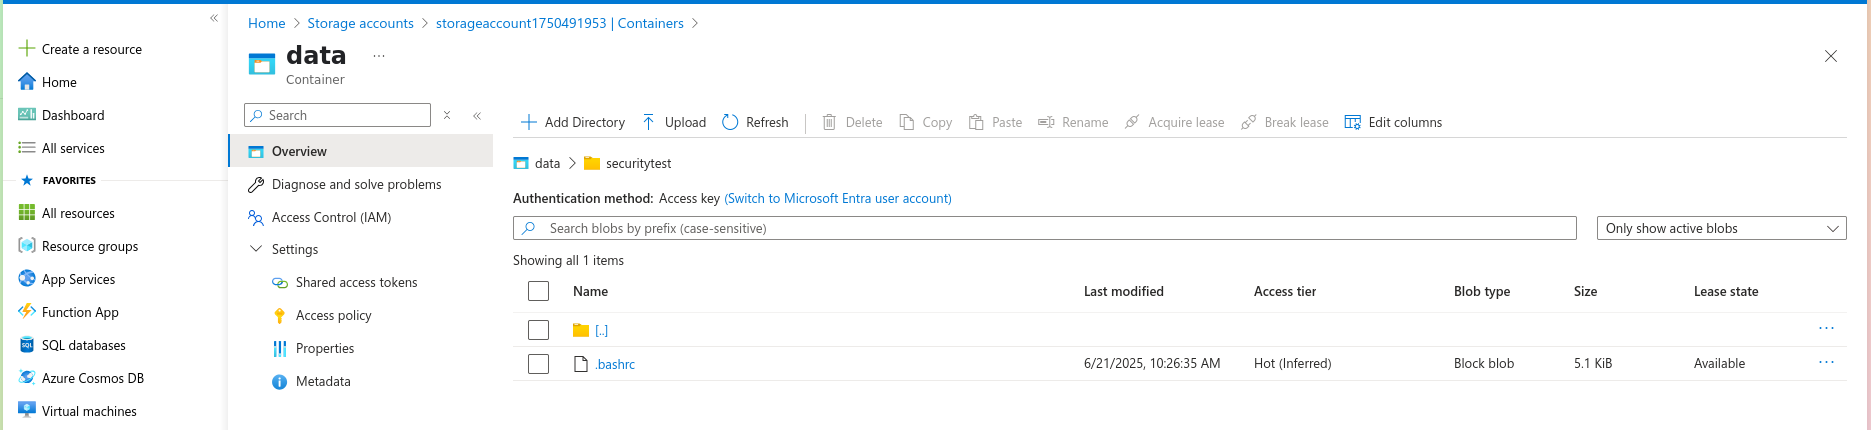 Create a resource
Home
Dashboard
All services
FAVORITES
All resources
Resource groups
App Services
Function App
SQL databases
Azure Cosmos DB
Virtual machines
Home > Storage accounts > storageaccount1750491953 | Containers >
data ...
Container
Search
Overview
Diagnose and solve problems
Access Control (IAM)
Settings
Shared access tokens
Access policy
Properties
Metadata
Add Directory Upload Refresh Delete Copy Paste Rename Acquire lease Break lease Edit columns
data > securitytest
Authentication method: Access key (Switch to Microsoft Entra user account)
Search blobs by prefix (case-sensitive) Only show active blobs
Showing all 1 items
Name Last modified Access tier Blob type Size Lease state
[..] ...
.bashrc 6/21/2025, 10:26:35 AM Hot (Inferred) Block blob 5.1 KiB Available ...